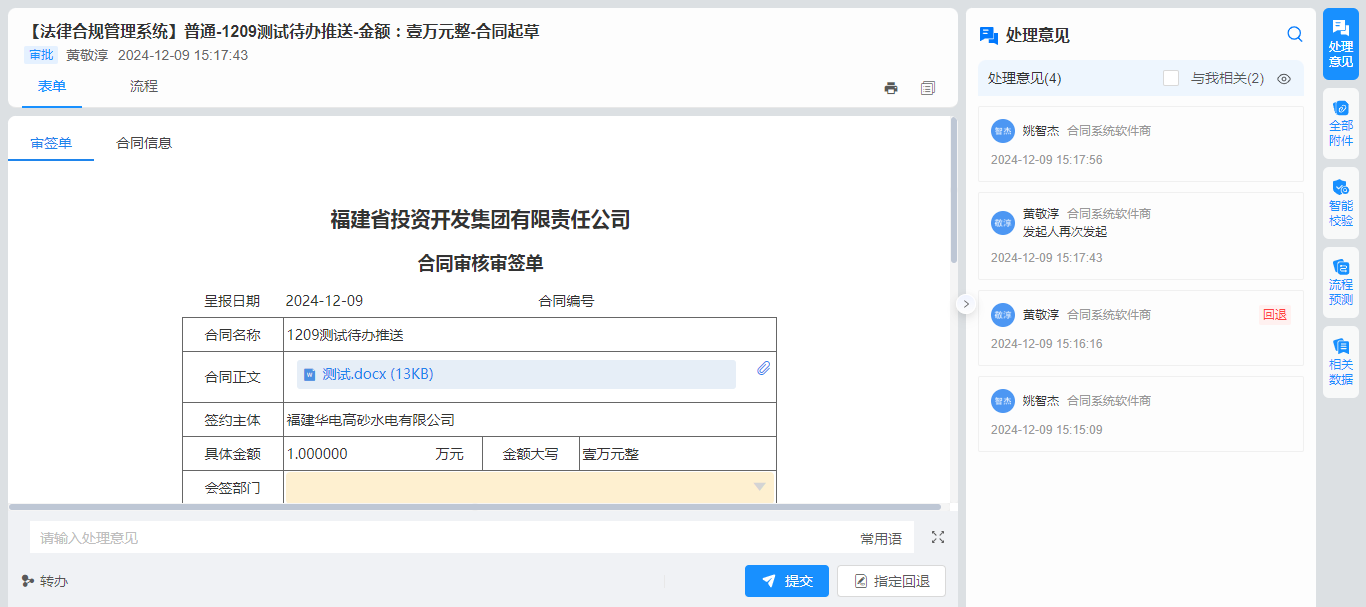 【法律合规管理系统】普通-1209测试待办推送-金额：壹万元整-合同起草
审批 黄敬淳 2024-12-09 15:17:43
表单 流程
审签单 合同信息
福建省投资开发集团有限责任公司
合同审核审签单
呈报日期 2024-12-09 合同编号
合同名称 1209测试待办推送
合同正文 测试.docx (13KB)
签约主体 福建华电高砂水电有限公司
具体金额 1.000000 万元 金额大写 壹万元整
会签部门
请输入处理意见 常用语
转办 提交 指定回退
处理意见
处理意见(4) 与我相关(2)
智杰 姚智杰 合同系统软件商
2024-12-09 15:17:56
敬淳 黄敬淳 合同系统软件商
发起人再次发起
2024-12-09 15:17:43
敬淳 黄敬淳 合同系统软件商 回退
2024-12-09 15:16:16
智杰 姚智杰 合同系统软件商
2024-12-09 15:15:09
处理
意见
全部
附件
智能
校验
流程
预测
相关
数据